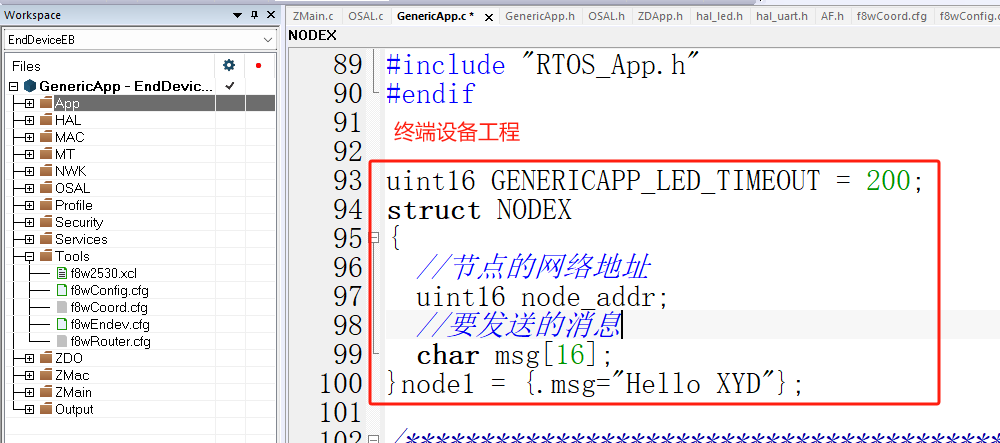 Workspace
EndDeviceEB
Files
GenericApp - EndDevic...
App
HAL
MAC
MT
NWK
OSAL
Profile
Security
Services
Tools
f8w2530.xcl
f8wConfig.cfg
f8wCoord.cfg
f8wEndev.cfg
f8wRouter.cfg
ZDO
ZMac
ZMain
Output
ZMain.c OSAL.c GenericApp.c * GenericApp.h OSAL.h ZDApp.h hal_led.h hal_uart.h AF.h f8wCoord.cfg f8wConfig.c
NODEX
89 #include "RTOS_App.h"
90 #endif
91 终端设备工程
92
93 uint16 GENERICAPP_LED_TIMEOUT = 200;
94 struct NODEX
95 {
96 //节点的网络地址
97 uint16 node_addr;
98 //要发送的消息
99 char msg[16];
100 }node1 = {.msg="Hello XYD"};
101
102 /****************************************